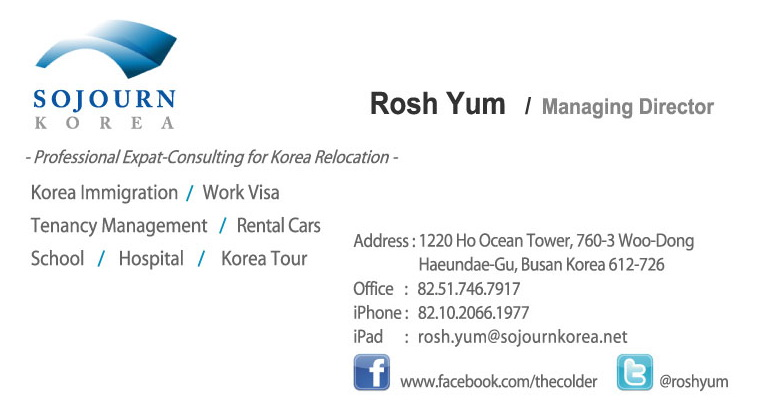 SOJOURN
KOREA
Rosh Yum / Managing Director
- Professional Expat-Consulting for Korea Relocation -
Korea Immigration / Work Visa
Tenancy Management / Rental Cars
School / Hospital / Korea Tour
Address : 1220 Ho Ocean Tower, 760-3 Woo-Dong
Haeundae-Gu, Busan Korea 612-726
Office : 82.51.746.7917
iPhone : 82.10.2066.1977
iPad : rosh.yum@sojournkorea.net
f www.facebook.com/thecolder t @roshyum